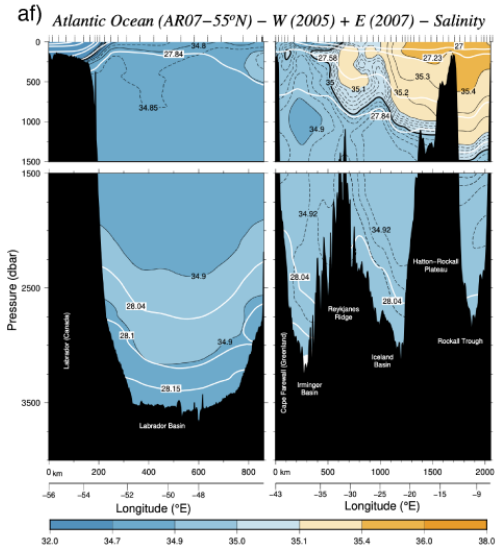 af)
Atlantic Ocean (AR07-55ºN) - W (2005) + E (2007) - Salinity
0
500
1000
1500
34.8
27.84
34.85
27.58
27
27.23
35
35.1
35.2
35.3
35.4
27.84
34.9
1500
2500
3500
Pressure (dbar)
34.9
28.04
28.1
34.9
28.15
Labrador (Canada)
Labrador Basin
34.92
34.92
28.04
28.04
Hatton-Rockall
Plateau
Reykjanes
Ridge
Rockall Trough
Iceland
Basin
Irminger
Basin
Cape Farewall (Greenland)
0 km 200 400 600 800
0 km 500 1000 1500 2000
-56 -54 -52 -50 -48
-43 -35 -30 -25 -20 -15 -9
Longitude (°E)
Longitude (°E)
32.0 34.7 34.9 35.0 35.1 35.4 36.0 38.0